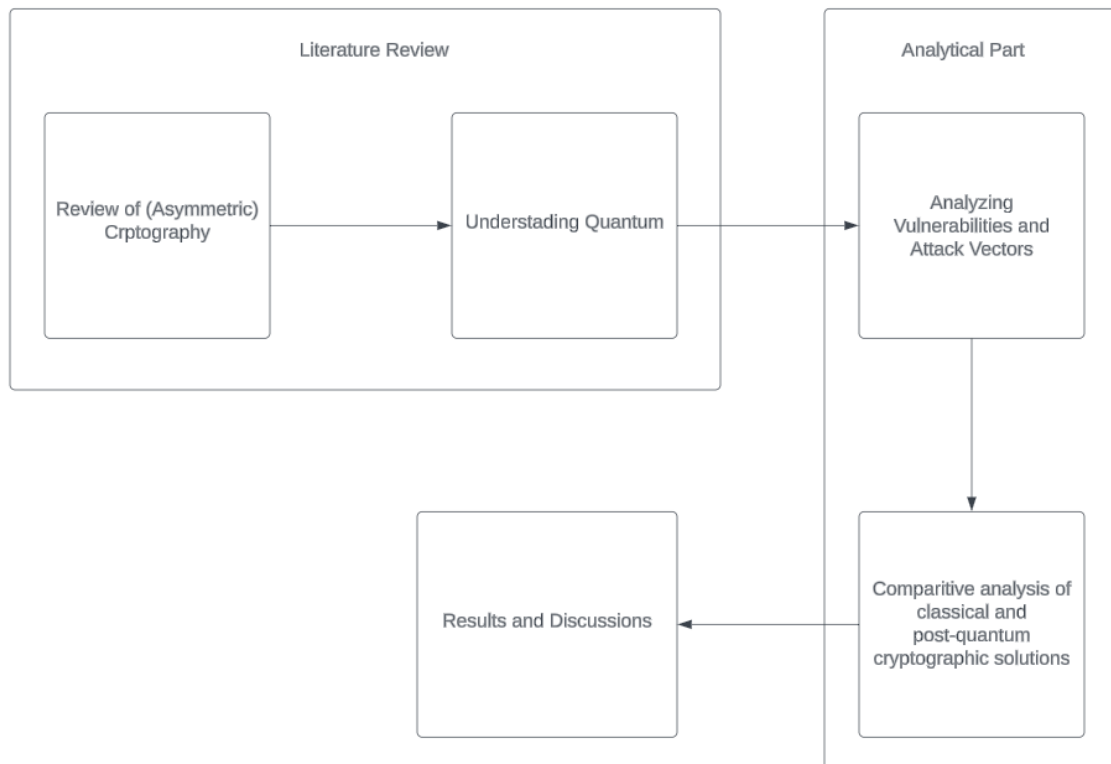 Literature Review
Analytical Part
Review of (Asymmetric)
Crptography
Understading Quantum
Analyzing
Vulnerabilities and
Attack Vectors
Results and Discussions
Comparitive analysis of
classical and
post-quantum
cryptographic solutions